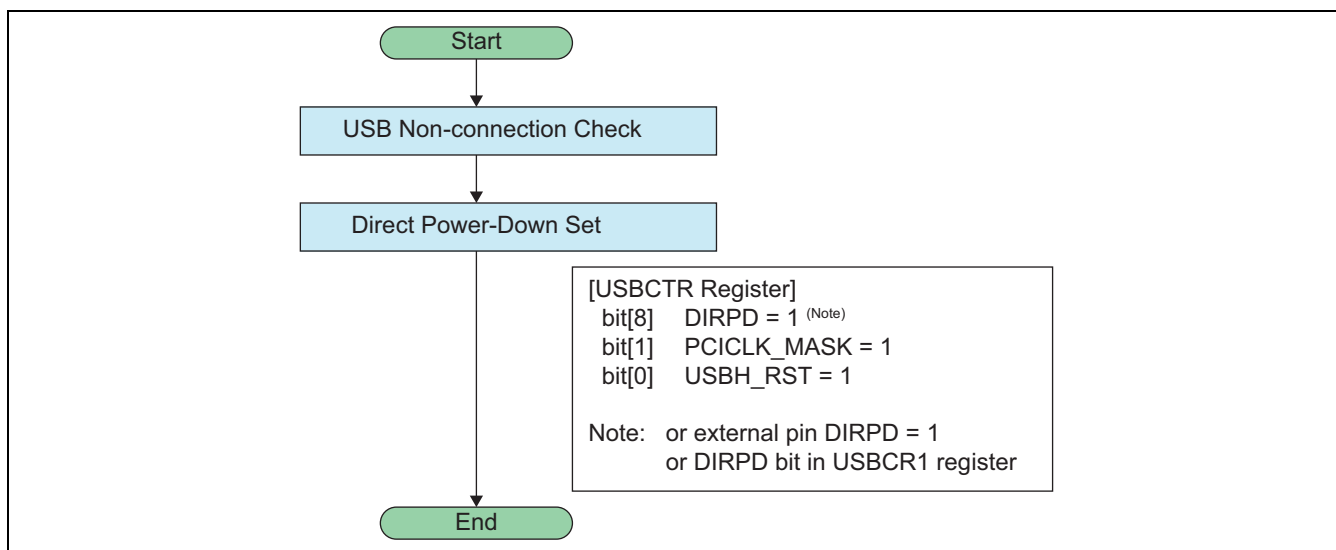 Start
USB Non-connection Check
Direct Power-Down Set
[USBCTR Register]
bit[8] DIRPD = 1 (Note)
bit[1] PCICLK_MASK = 1
bit[0] USBH_RST = 1
Note: or external pin DIRPD = 1
or DIRPD bit in USBCR1 register
End